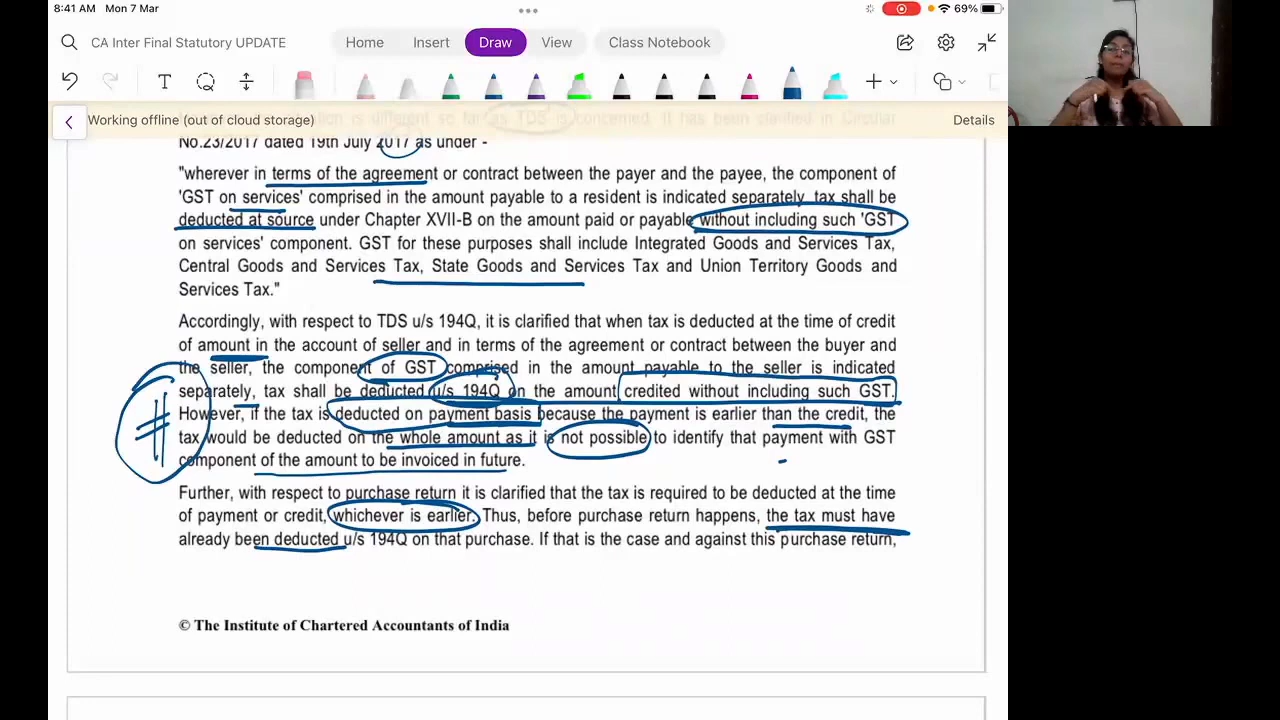 8:41 AM Mon 7 Mar
69%
CA Inter Final Statutory UPDATE
Home Insert Draw View Class Notebook
T
Working offline (out of cloud storage) Details
is different so far as TDS is concerned. It has been clarified in Circular
No.23/2017 dated 19th July 2017 as under -
"wherever in terms of the agreement or contract between the payer and the payee, the component of
'GST on services' comprised in the amount payable to a resident is indicated separately, tax shall be
deducted at source under Chapter XVII-B on the amount paid or payable without including such 'GST
on services' component. GST for these purposes shall include Integrated Goods and Services Tax,
Central Goods and Services Tax, State Goods and Services Tax and Union Territory Goods and
Services Tax."
Accordingly, with respect to TDS u/s 194Q, it is clarified that when tax is deducted at the time of credit
of amount in the account of seller and in terms of the agreement or contract between the buyer and
the seller, the component of GST comprised in the amount payable to the seller is indicated
separately, tax shall be deducted u/s 194Q on the amount credited without including such GST.
However, if the tax is deducted on payment basis because the payment is earlier than the credit, the
tax would be deducted on the whole amount as it is not possible to identify that payment with GST
component of the amount to be invoiced in future.
Further, with respect to purchase return it is clarified that the tax is required to be deducted at the time
of payment or credit, whichever is earlier. Thus, before purchase return happens, the tax must have
already been deducted u/s 194Q on that purchase. If that is the case and against this purchase return,
© The Institute of Chartered Accountants of India